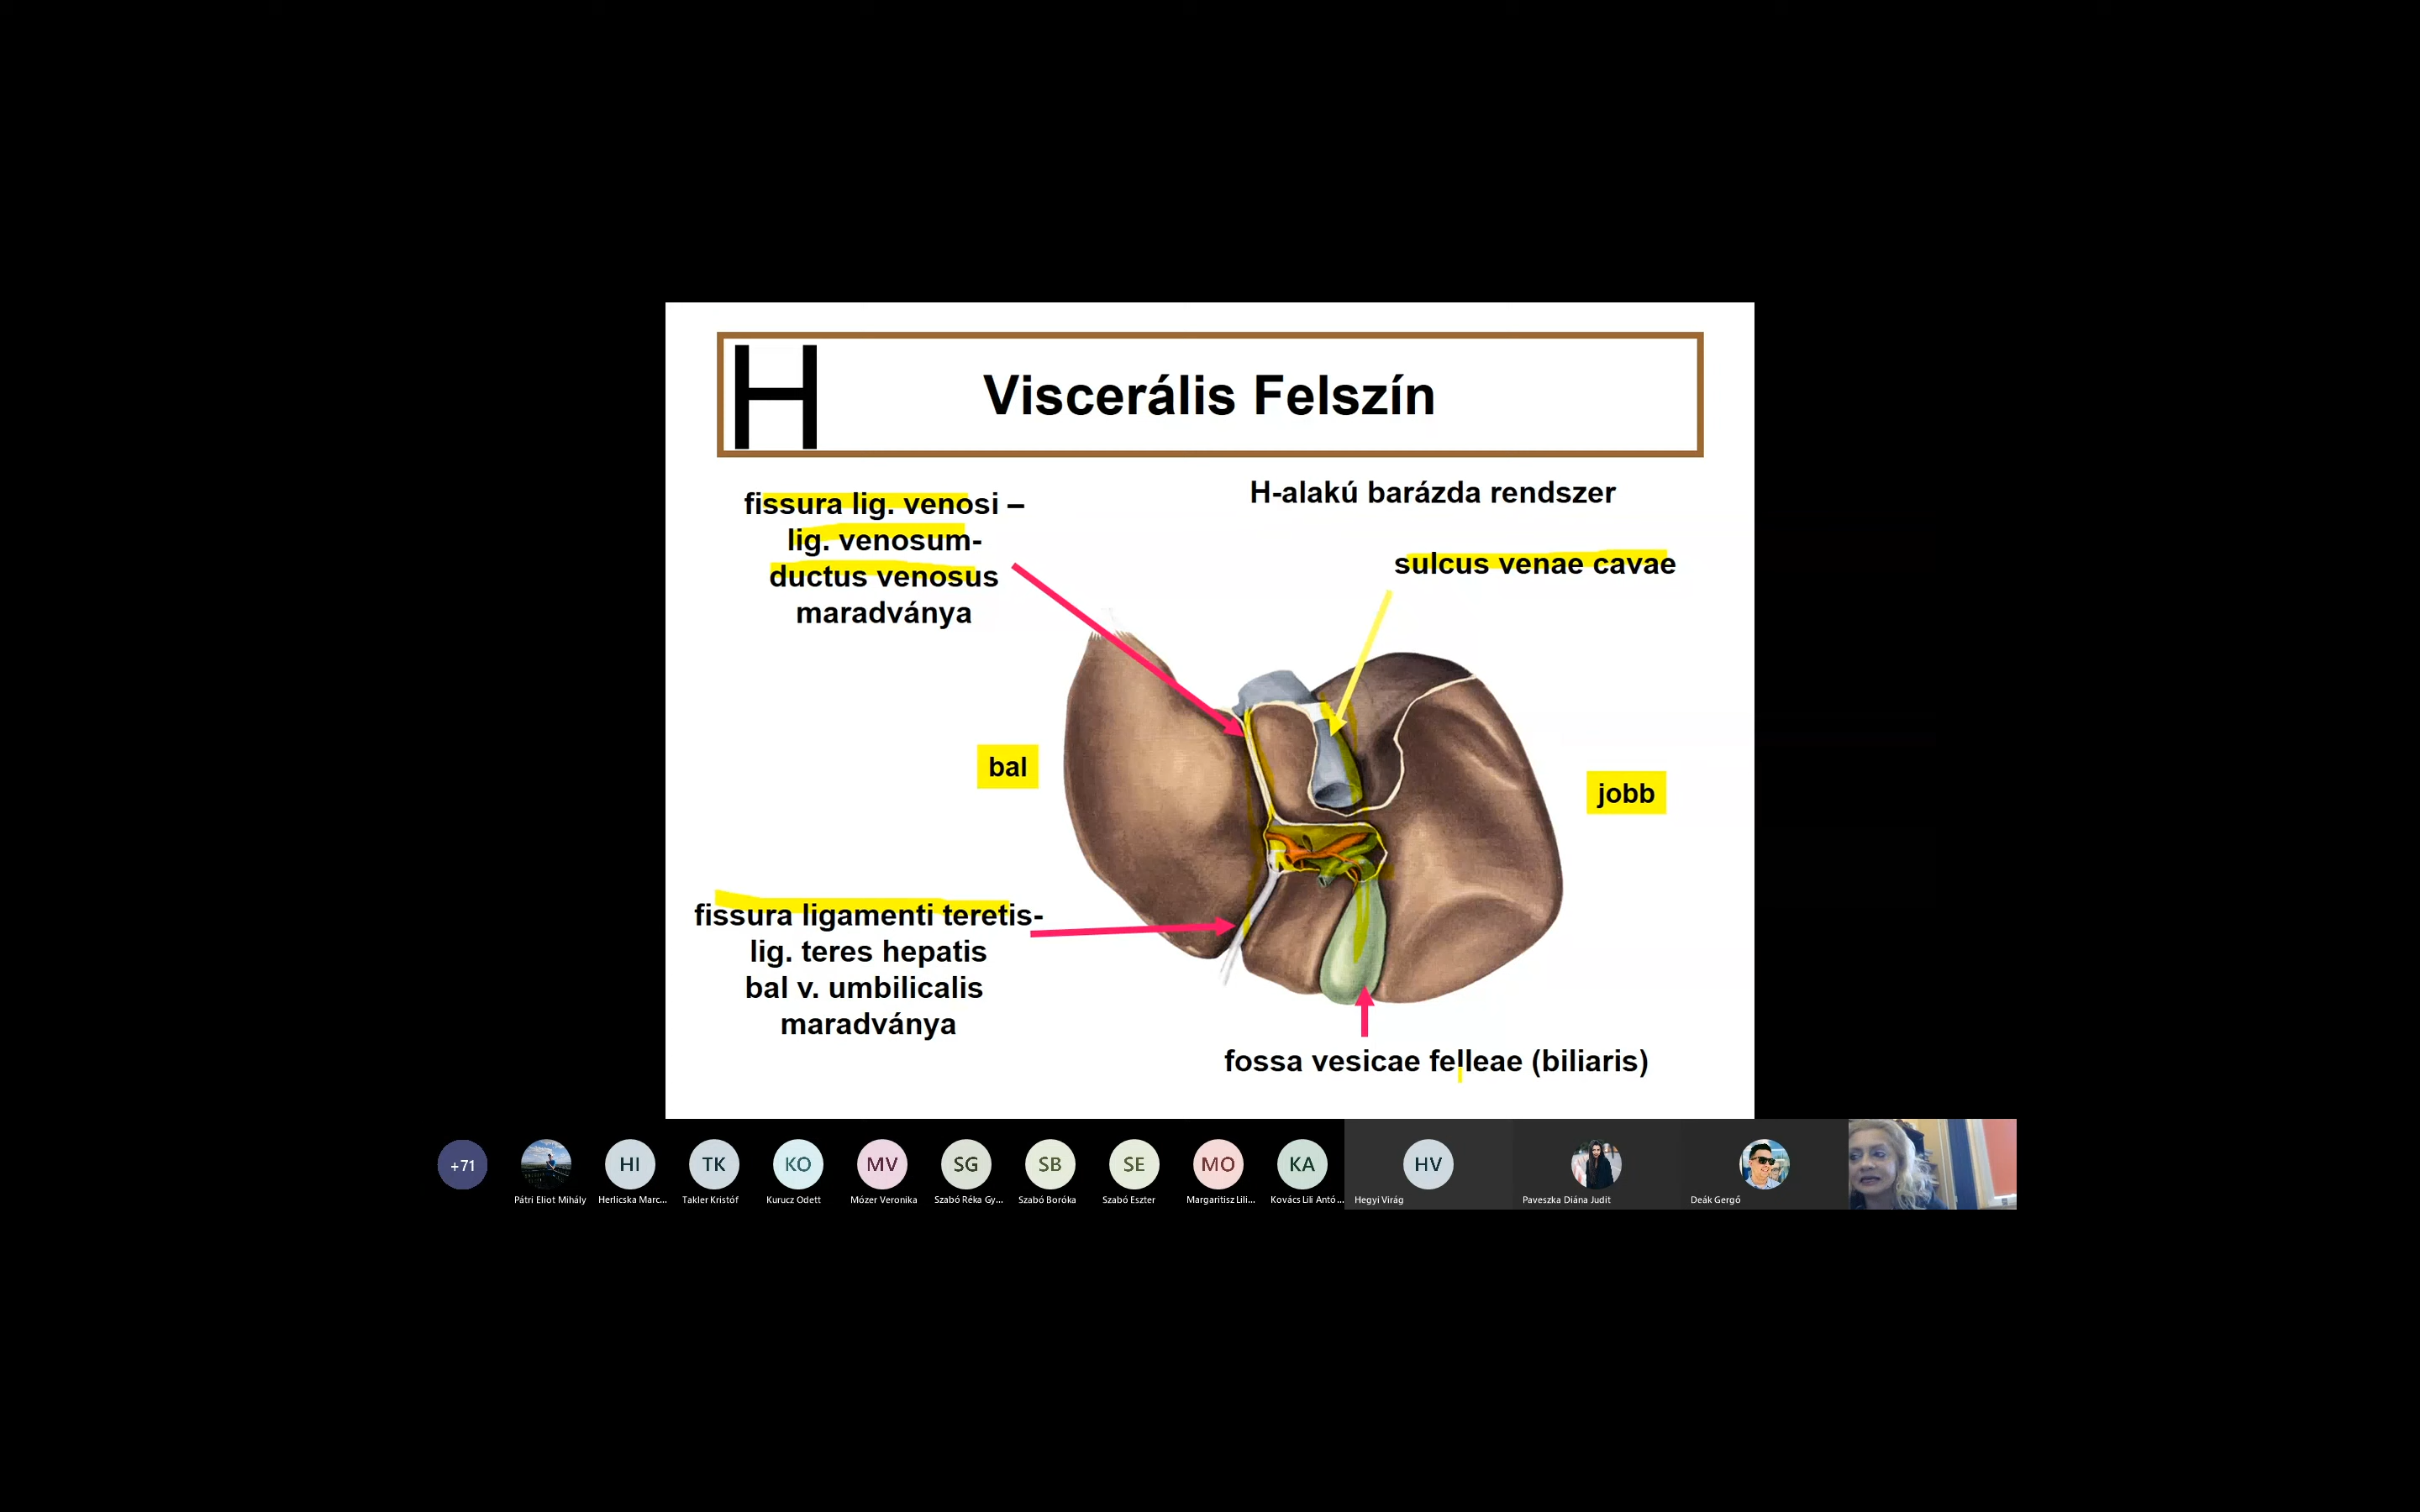 H
Viscerális Felszín
fissura lig. venosi –
lig. venosum-
ductus venosus
maradványa
H-alakú barázda rendszer
sulcus venae cavae
bal
jobb
fissura ligamenti teretis-
lig. teres hepatis
bal v. umbilicalis
maradványa
fossa vesicae felleae (biliaris)
+71
HI
TK
KO
MV
SG
SB
SE
MO
KA
HV
Pátri Eliot Mihály
Herlicska Marc...
Takler Kristóf
Kurucz Odett
Mózer Veronika
Szabó Réka Gy...
Szabó Boróka
Szabó Eszter
Margaritisz Lili...
Kovács Lili Antó...
Hegyi Virág
Paveszka Diána Judit
Deák Gergő